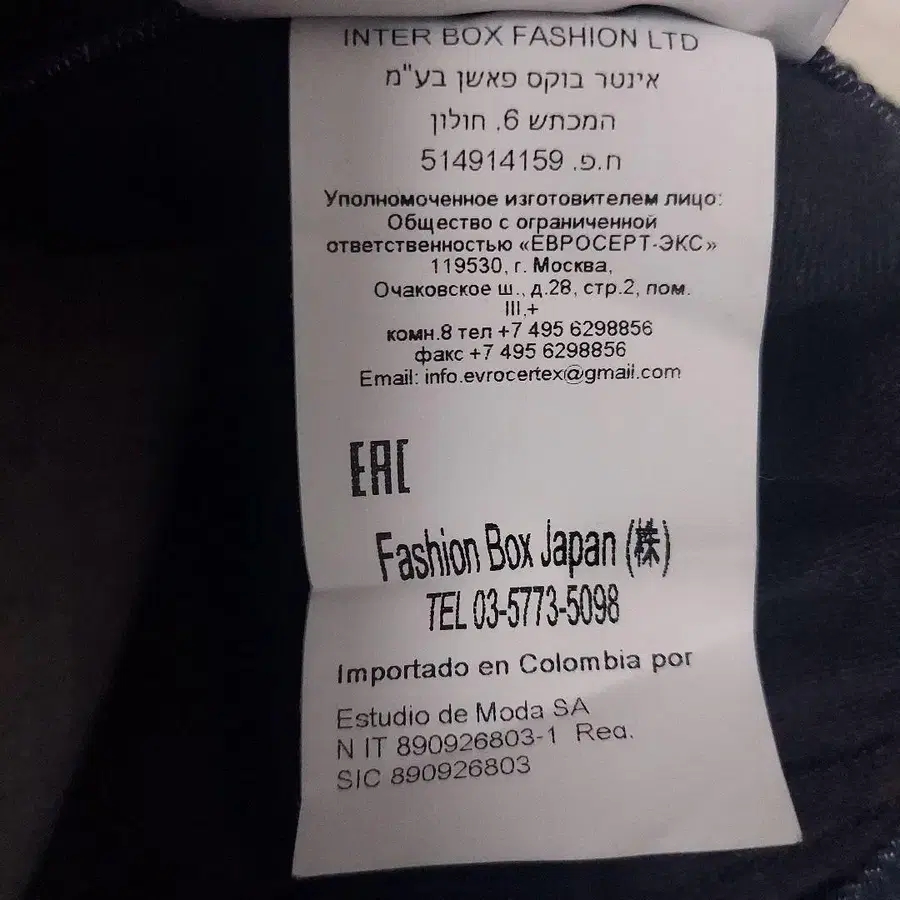 INTER BOX FASHION LTD
אינטר בוקס פאשן בע"מ
המכתש 6, חולון
ח.פ. 514914159
Уполномоченное изготовителем лицо:
Общество с ограниченной
ответственностью «ЕВРОСЕРТ-ЭКС»
119530, г. Москва,
Очаковское ш., д.28, стр.2, пом.
III,+
комн.8 тел +7 495 6298856
факс +7 495 6298856
Email: info.evrocertex@gmail.com
EAC
Fashion Box Japan (株)
TEL 03-5773-5098
Importado en Colombia por
Estudio de Moda SA
N IT 890926803-1 Reg.
SIC 890926803